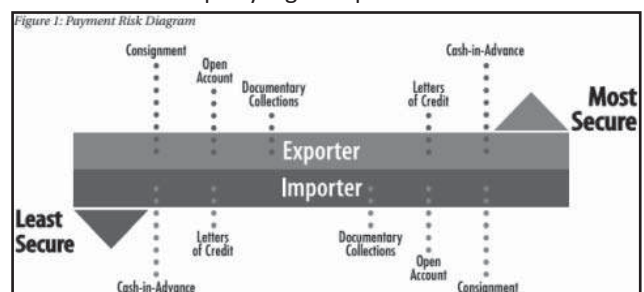 Figure 1: Payment Risk Diagram
Consignment
Cash-in-Advance
Open
Account
Documentary
Collections
Letters
of Credit
Most
Secure
Exporter
Importer
Least
Secure
Letters
of Credit
Documentary
Collections
Open
Account
Cash-in-Advance
Consignment